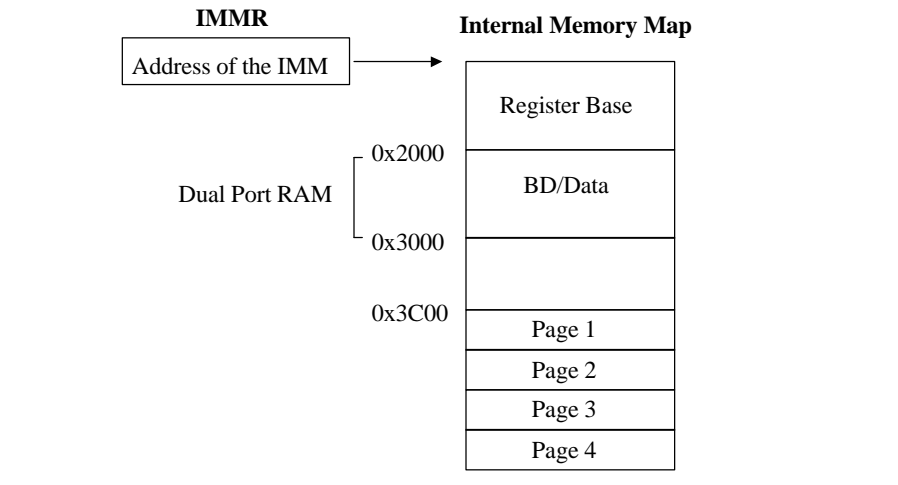 IMMR
Internal Memory Map
Address of the IMM
Register Base
0x2000
Dual Port RAM
BD/Data
0x3000
0x3C00
Page 1
Page 2
Page 3
Page 4